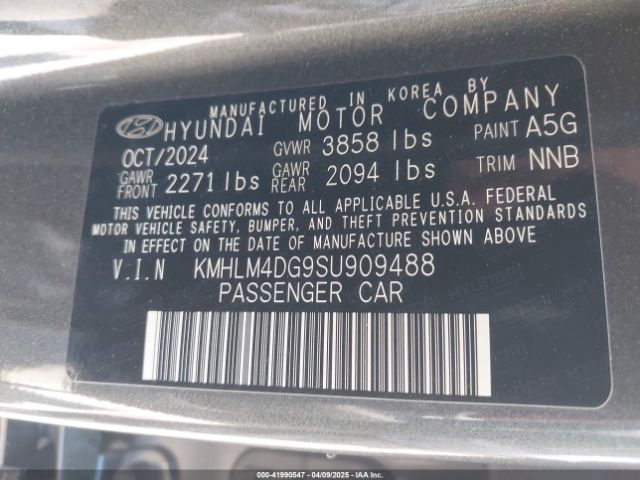 MANUFACTURED IN KOREA BY
HYUNDAI MOTOR COMPANY
OCT/2024 GVWR 3858 lbs PAINT A5G
GAWR FRONT 2271 lbs GAWR REAR 2094 lbs TRIM NNB
THIS VEHICLE CONFORMS TO ALL APPLICABLE U.S.A. FEDERAL
MOTOR VEHICLE SAFETY, BUMPER, AND THEFT PREVENTION STANDARDS
IN EFFECT ON THE DATE OF MANUFACTURE SHOWN ABOVE
V.I.N KMHLM4DG9SU909488
PASSENGER CAR
000-41990547 - 04/09/2025 - IAAI.COM